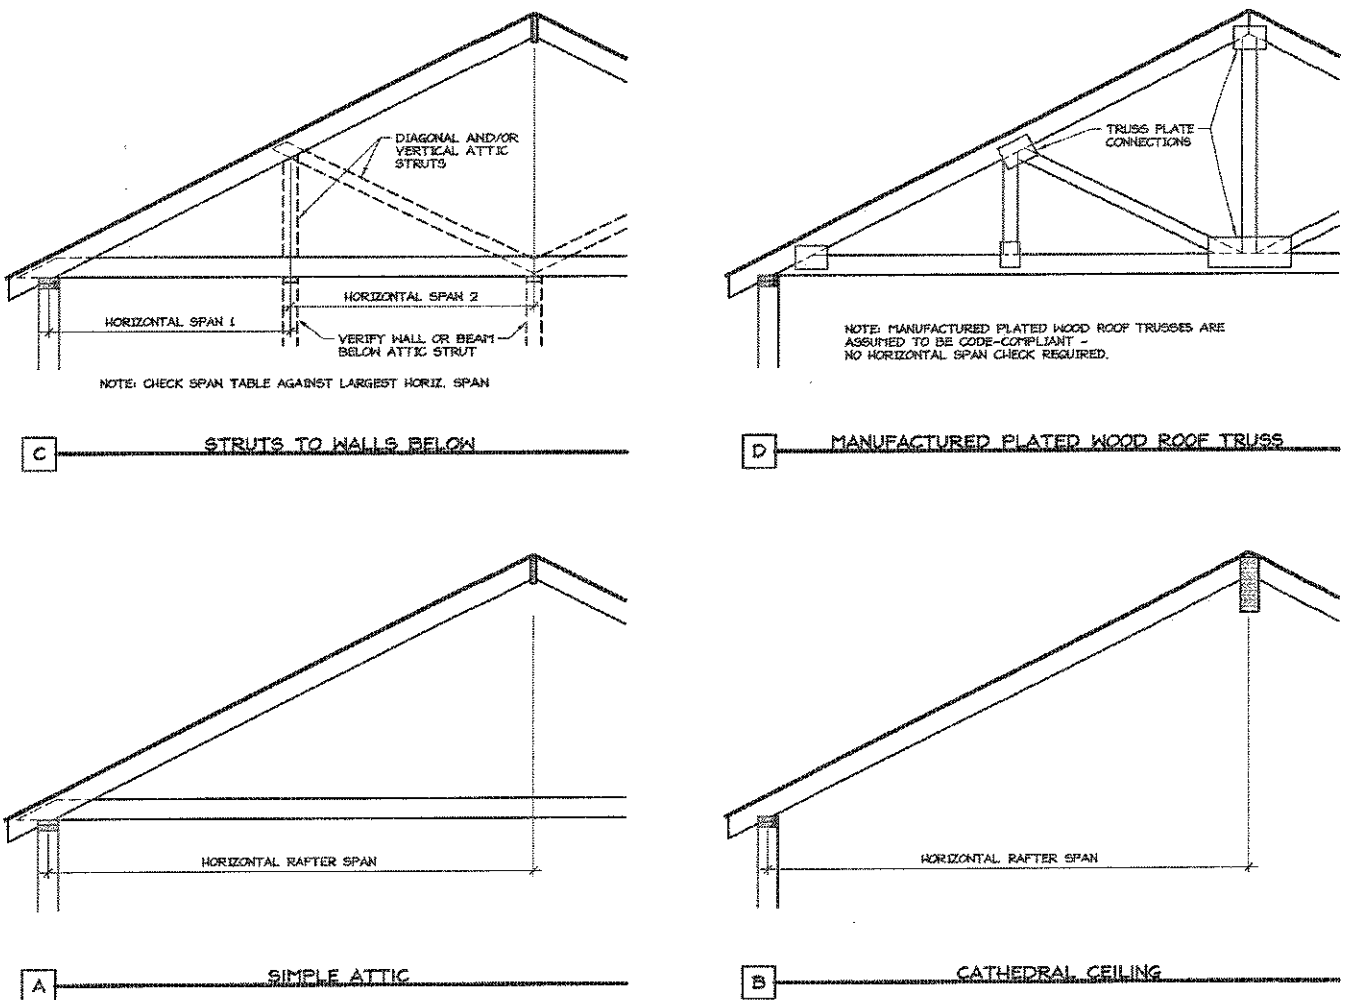 DIAGONAL AND/OR
VERTICAL ATTIC
STRUTS
HORIZONTAL SPAN 2
HORIZONTAL SPAN 1
VERIFY WALL OR BEAM
BELOW ATTIC STRUT
NOTE: CHECK SPAN TABLE AGAINST LARGEST HORIZ. SPAN
C
STRUTS TO WALLS BELOW
TRUSS PLATE
CONNECTIONS
NOTE: MANUFACTURED PLATED WOOD ROOF TRUSSES ARE
ASSUMED TO BE CODE-COMPLIANT -
NO HORIZONTAL SPAN CHECK REQUIRED.
D
MANUFACTURED PLATED WOOD ROOF TRUSS
HORIZONTAL RAFTER SPAN
A
SIMPLE ATTIC
HORIZONTAL RAFTER SPAN
B
CATHEDRAL CEILING